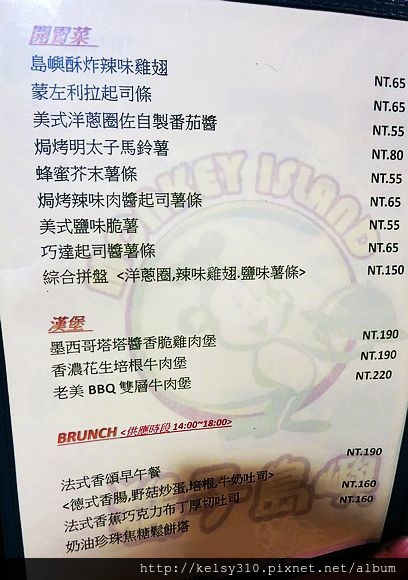 開胃菜
島嶼酥炸辣味雞翅 NT.65
蒙左利拉起司條 NT.65
美式洋蔥圈佐自製番茄醬 NT.55
焗烤明太子馬鈴薯 NT.80
蜂蜜芥末薯條 NT.55
焗烤辣味肉醬起司薯條 NT.65
美式鹽味脆薯 NT.55
巧達起司醬薯條 NT.65
綜合拼盤 <洋蔥圈,辣味雞翅.鹽味薯條> NT.150
漢堡
墨西哥塔塔醬香脆雞肉堡 NT.190
香濃花生培根牛肉堡 NT.190
老美 BBQ 雙層牛肉堡 NT.220
BRUNCH <供應時段 14:00~18:00>
法式香頌早午餐 NT.190
<德式香腸,野菇炒蛋,培根,牛奶吐司>
法式香蕉巧克力布丁厚切吐司 NT.160
奶油珍珠焦糖鬆餅塔 NT.160
MONKEY ISLAND
子島嶼
http://kelsy310.pixnet.net/album